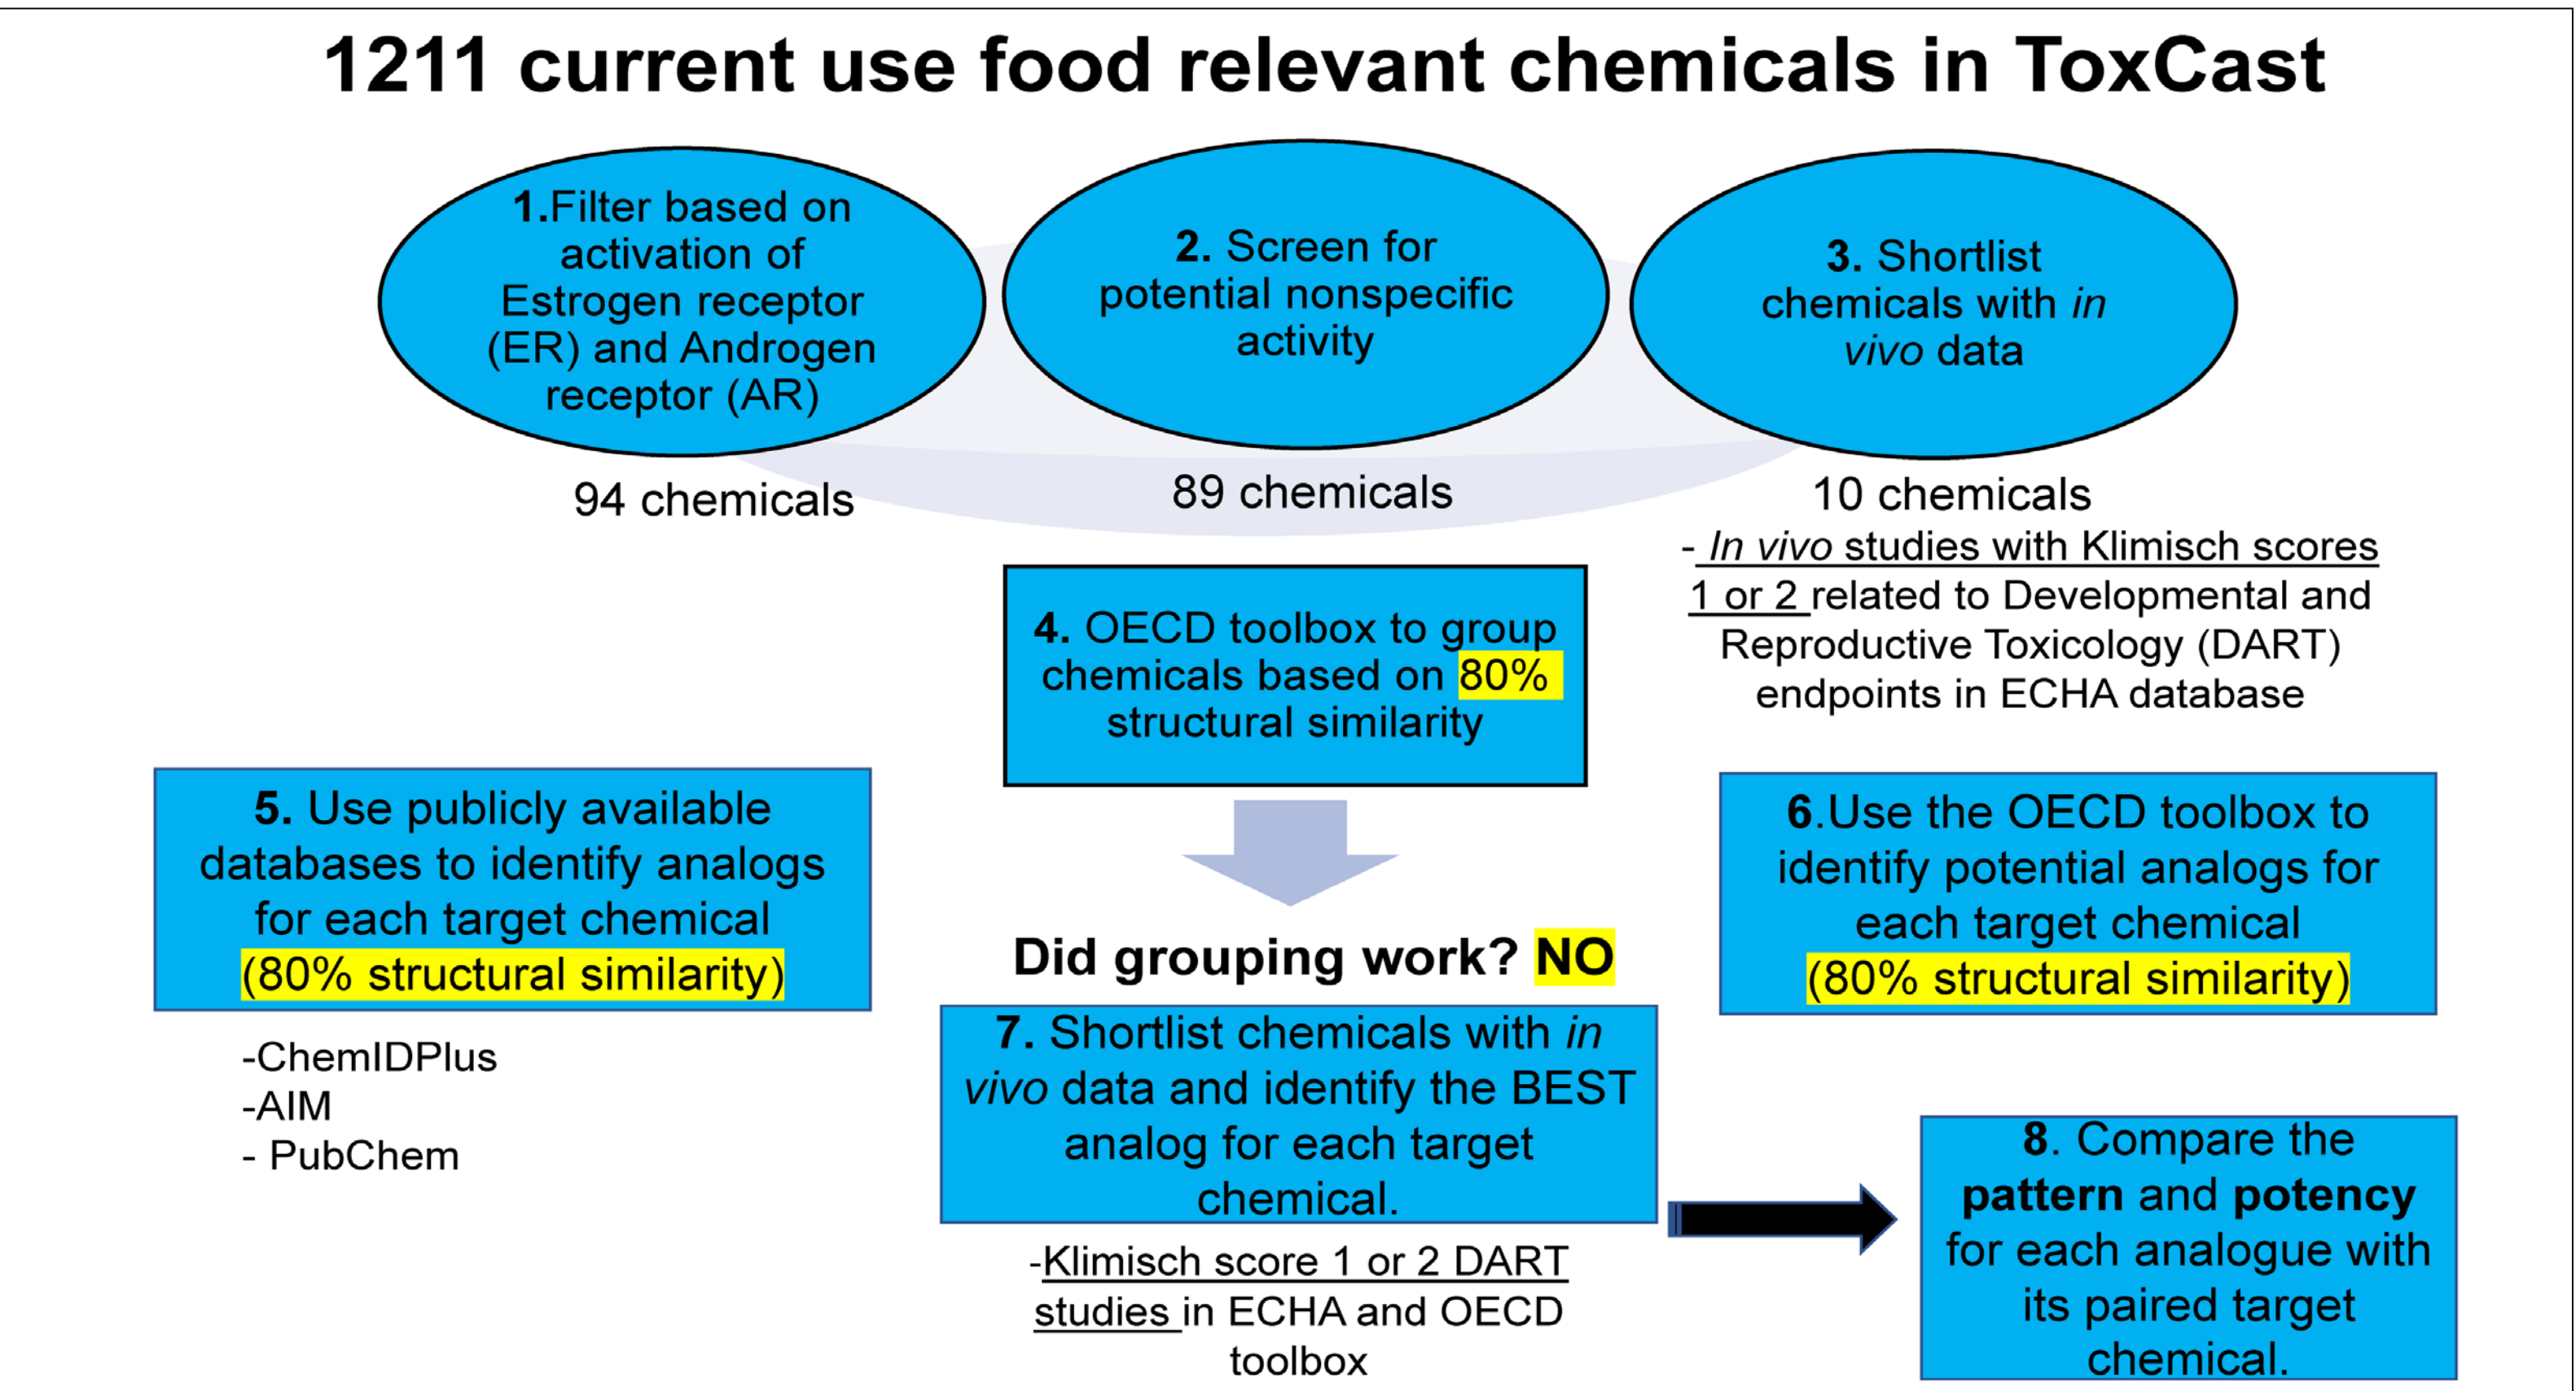 1211 current use food relevant chemicals in ToxCast
1.Filter based on
activation of
Estrogen receptor
(ER) and Androgen
receptor (AR)
94 chemicals
2. Screen for
potential nonspecific
activity
89 chemicals
3. Shortlist
chemicals with in
vivo data
10 chemicals
- In vivo studies with Klimisch scores
1 or 2 related to Developmental and
Reproductive Toxicology (DART)
endpoints in ECHA database
4. OECD toolbox to group
chemicals based on 80%
structural similarity
5. Use publicly available
databases to identify analogs
for each target chemical
(80% structural similarity)
-ChemIDPlus
-AIM
- PubChem
6.Use the OECD toolbox to
identify potential analogs for
each target chemical
(80% structural similarity)
Did grouping work? NO
7. Shortlist chemicals with in
vivo data and identify the BEST
analog for each target
chemical.
-Klimisch score 1 or 2 DART
studies in ECHA and OECD
toolbox
8. Compare the
pattern and potency
for each analogue with
its paired target
chemical.